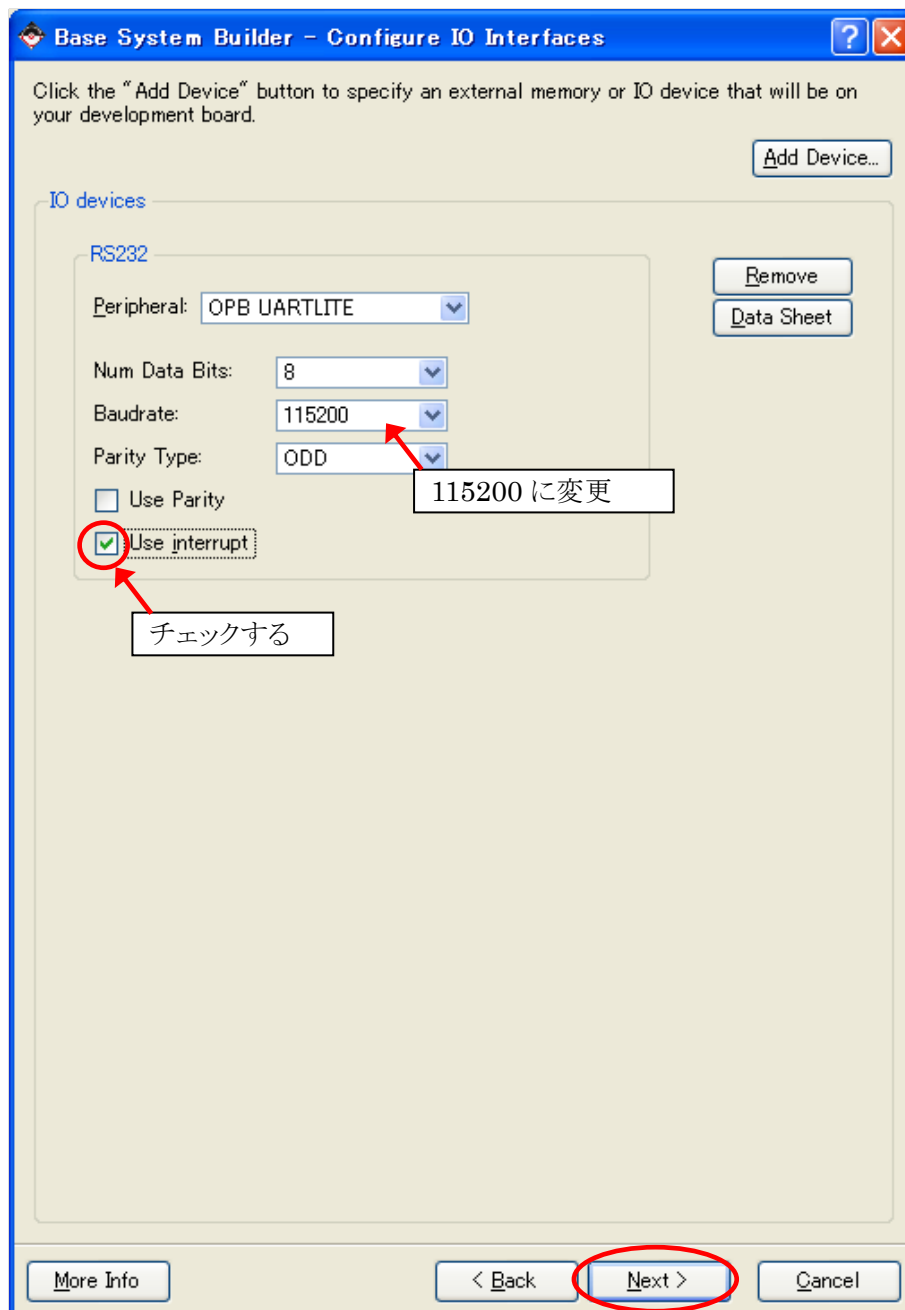 Base System Builder - Configure IO Interfaces
Click the "Add Device" button to specify an external memory or IO device that will be on
your development board.
Add Device...
IO devices
RS232
Peripheral: OPB UARTLITE
Remove
Data Sheet
Num Data Bits: 8
Baudrate: 115200
Parity Type: ODD
115200 に変更
Use Parity
Use interrupt
チェックする
More Info
< Back
Next >
Cancel